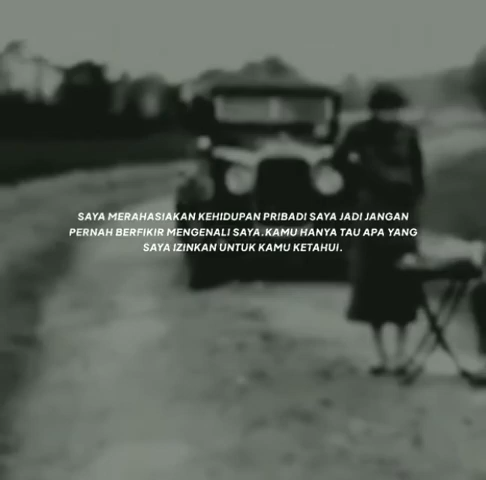 SAYA MERAHASIAKAN KEHIDUPAN PRIBADI SAYA JADI JANGAN
PERNAH BERFIKIR MENGENALI SAYA.KAMU HANYA TAU APA YANG
SAYA IZINKAN UNTUK KAMU KETAHUI.